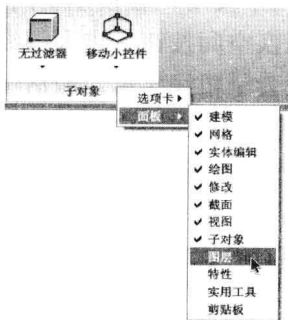 无过滤器 移动小控件
子对象
选项卡
面板
建模
网格
实体编辑
绘图
修改
截面
视图
子对象
图层
特性
实用工具
剪贴板